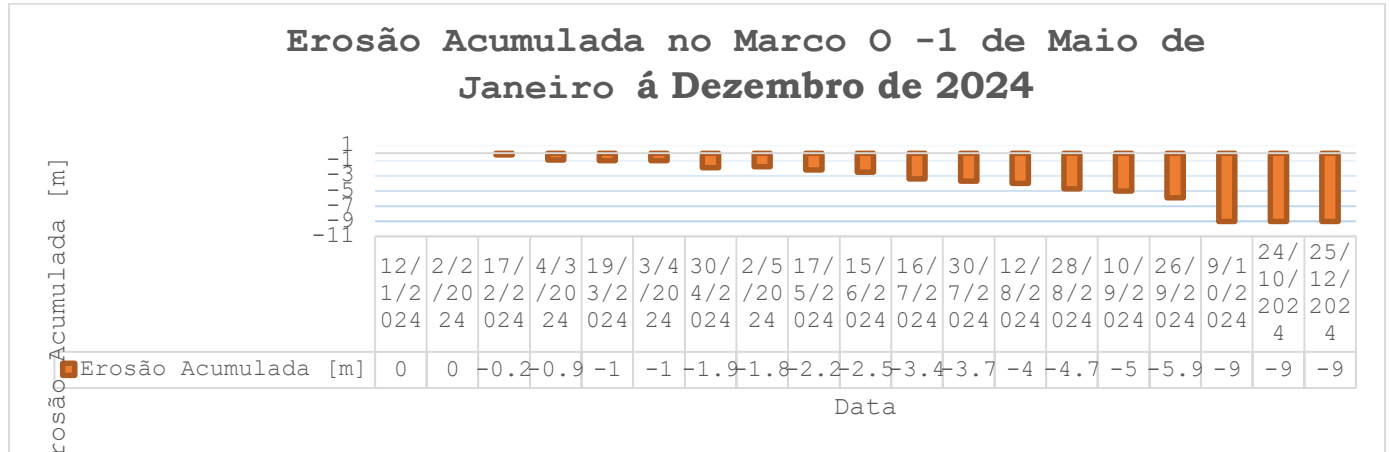 Erosão Acumulada no Marco O -1 de Maio de
Janeiro á Dezembro de 2024
Erosão Acumulada [m]
1
-1
-3
-5
-7
-9
-11
12/1/2024 2/2/2024 17/2/2024 4/3/2024 19/3/2024 3/4/2024 30/4/2024 2/5/2024 17/5/2024 15/6/2024 16/7/2024 30/7/2024 12/8/2024 28/8/2024 10/9/2024 26/9/2024 9/10/2024 24/10/2024 25/12/2024
Erosão Acumulada [m] 0 0 -0.2 -0.9 -1 -1 -1.9 -1.8 -2.2 -2.5 -3.4 -3.7 -4 -4.7 -5 -5.9 -9 -9 -9
Data